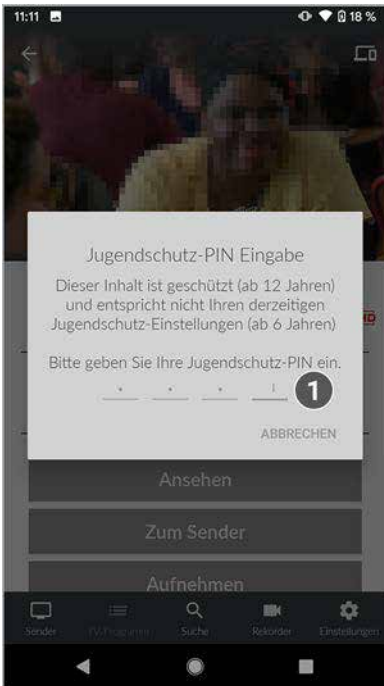 11:11 18 %
Jugendschutz-PIN Eingabe
Dieser Inhalt ist geschützt (ab 12 Jahren)
und entspricht nicht Ihren derzeitigen
Jugendschutz-Einstellungen (ab 6 Jahren)
HD
Bitte geben Sie Ihre Jugendschutz-PIN ein.
1
ABBRECHEN
Ansehen
Zum Sender
Aufnehmen
Sender TV-Programm Suche Rekorder Einstellungen